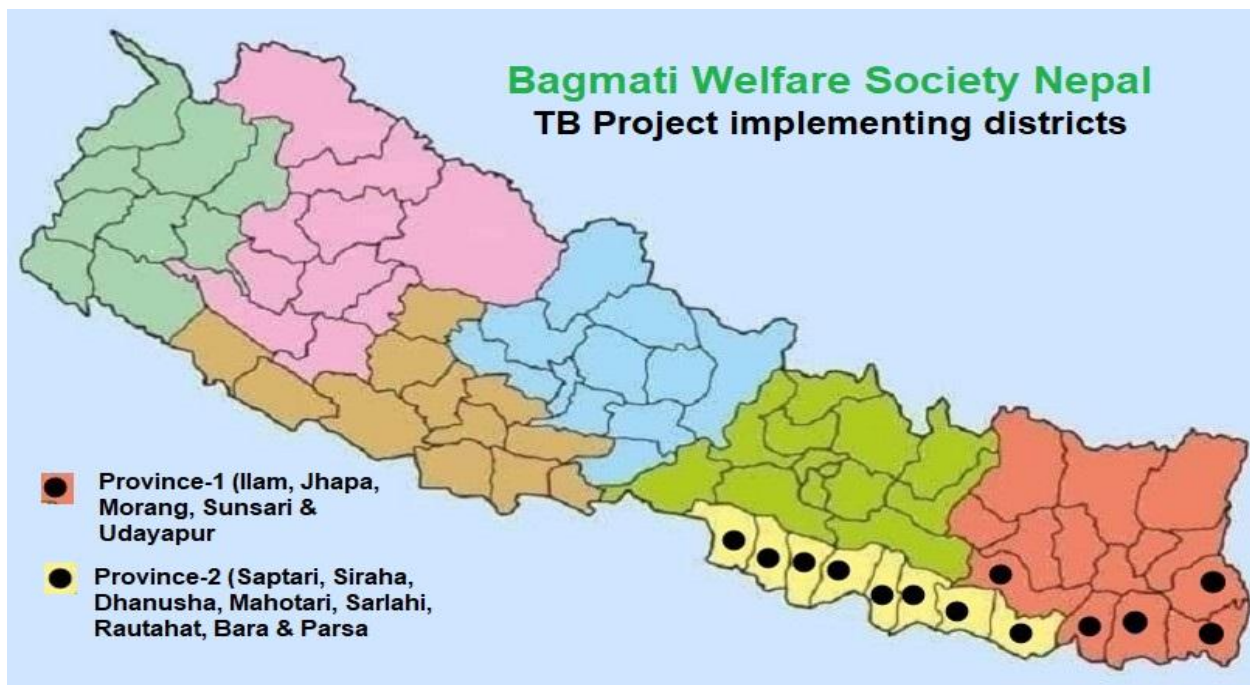 Bagmati Welfare Society Nepal
TB Project implementing districts
Province-1 (Ilam, Jhapa,
Morang, Sunsari &
Udayapur
Province-2 (Saptari, Siraha,
Dhanusha, Mahotari, Sarlahi,
Rautahat, Bara & Parsa